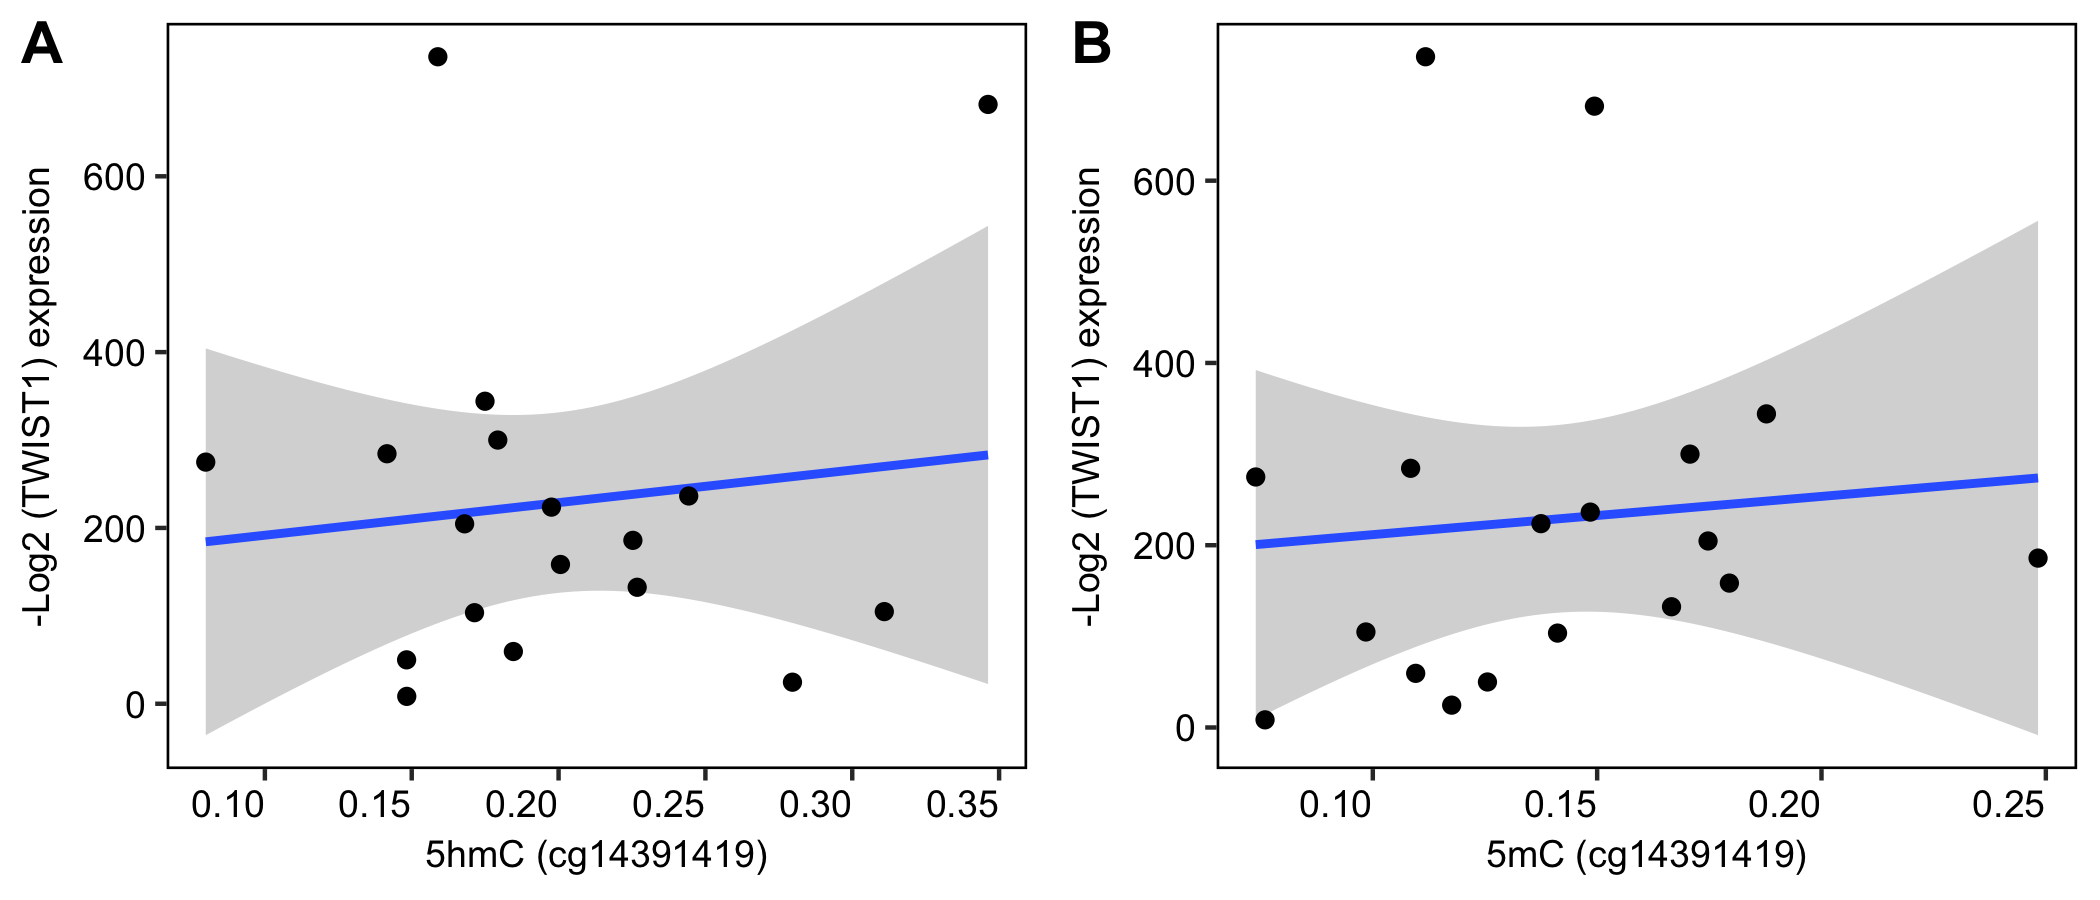 A
-Log2 (TWIST1) expression
600
400
200
0
0.10 0.15 0.20 0.25 0.30 0.35
5hmC (cg14391419)
B
-Log2 (TWIST1) expression
600
400
200
0
0.10 0.15 0.20 0.25
5mC (cg14391419)